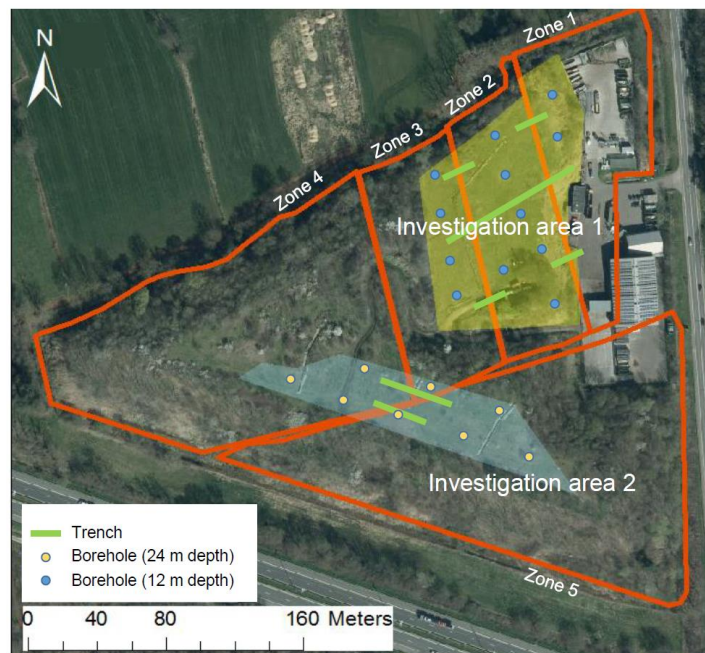 N
Zone 1
Zone 2
Zone 3
Zone 4
Investigation area 1
Investigation area 2
Zone 5
Trench
Borehole (24 m depth)
Borehole (12 m depth)
0 40 80 160 Meters